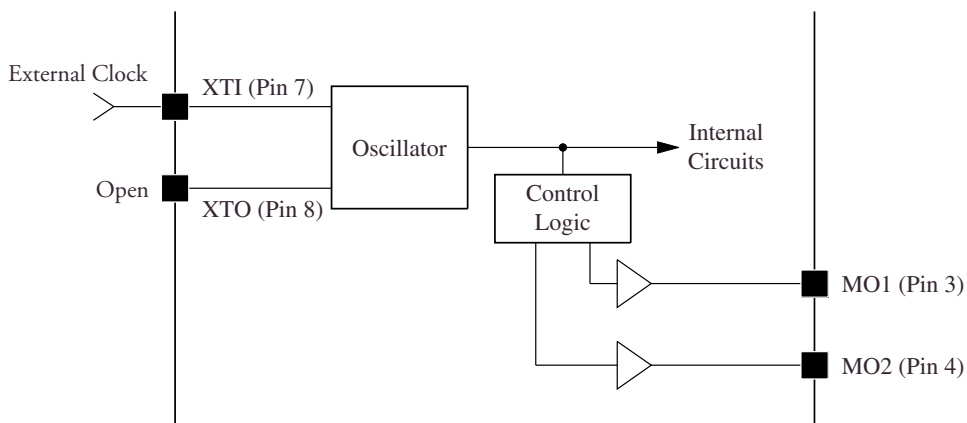 External Clock
XTI (Pin 7)
Oscillator
Internal
Circuits
Open
XTO (Pin 8)
Control
Logic
MO1 (Pin 3)
MO2 (Pin 4)